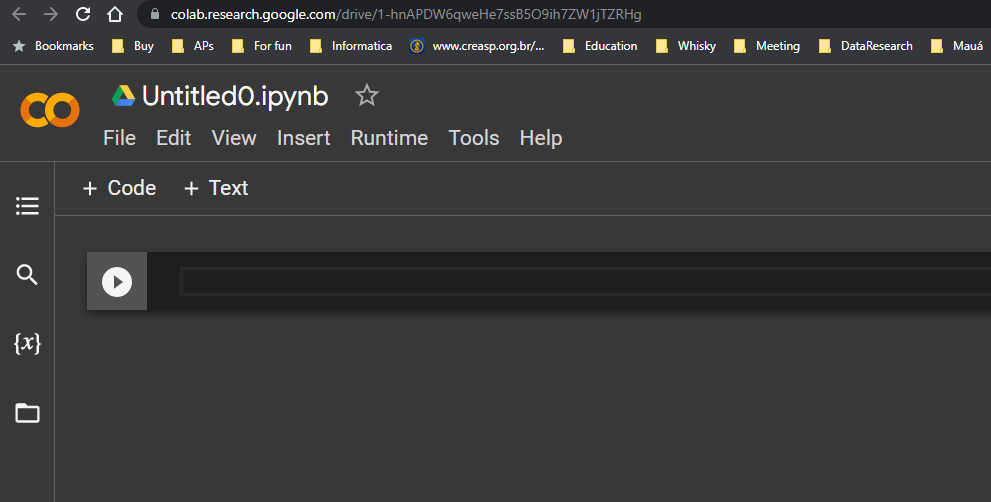 colab.research.google.com/drive/1-hnAPDW6qweHe7ssB5O9ih7ZW1jTZRHg
Bookmarks Buy APs For fun Informatica www.creasp.org.br/... Education Whisky Meeting DataResearch Mauá
Untitled0.ipynb
File Edit View Insert Runtime Tools Help
+ Code + Text
{x}